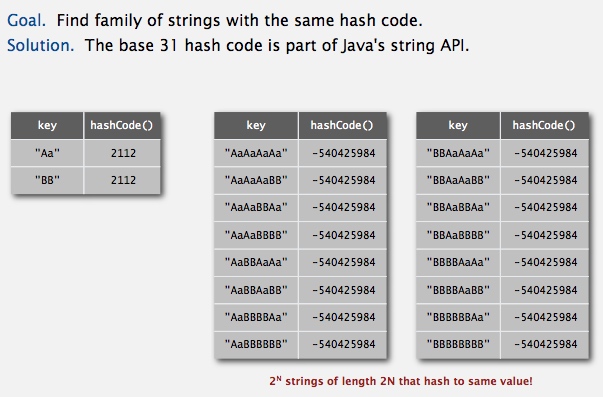 Goal. Find family of strings with the same hash code.
Solution. The base 31 hash code is part of Java's string API.
key hashCode()
"Aa" 2112
"BB" 2112
key hashCode()
"AaAaAaAa" -540425984
"AaAaAaBB" -540425984
"AaAaBBAa" -540425984
"AaAaBBBB" -540425984
"AaBBAaAa" -540425984
"AaBBAaBB" -540425984
"AaBBBBAa" -540425984
"AaBBBBBB" -540425984
key hashCode()
"BBAaAaAa" -540425984
"BBAaAaBB" -540425984
"BBAaBBAa" -540425984
"BBAaBBBB" -540425984
"BBBBAaAa" -540425984
"BBBBAaBB" -540425984
"BBBBBBAa" -540425984
"BBBBBBBB" -540425984
2ᴺ strings of length 2N that hash to same value!